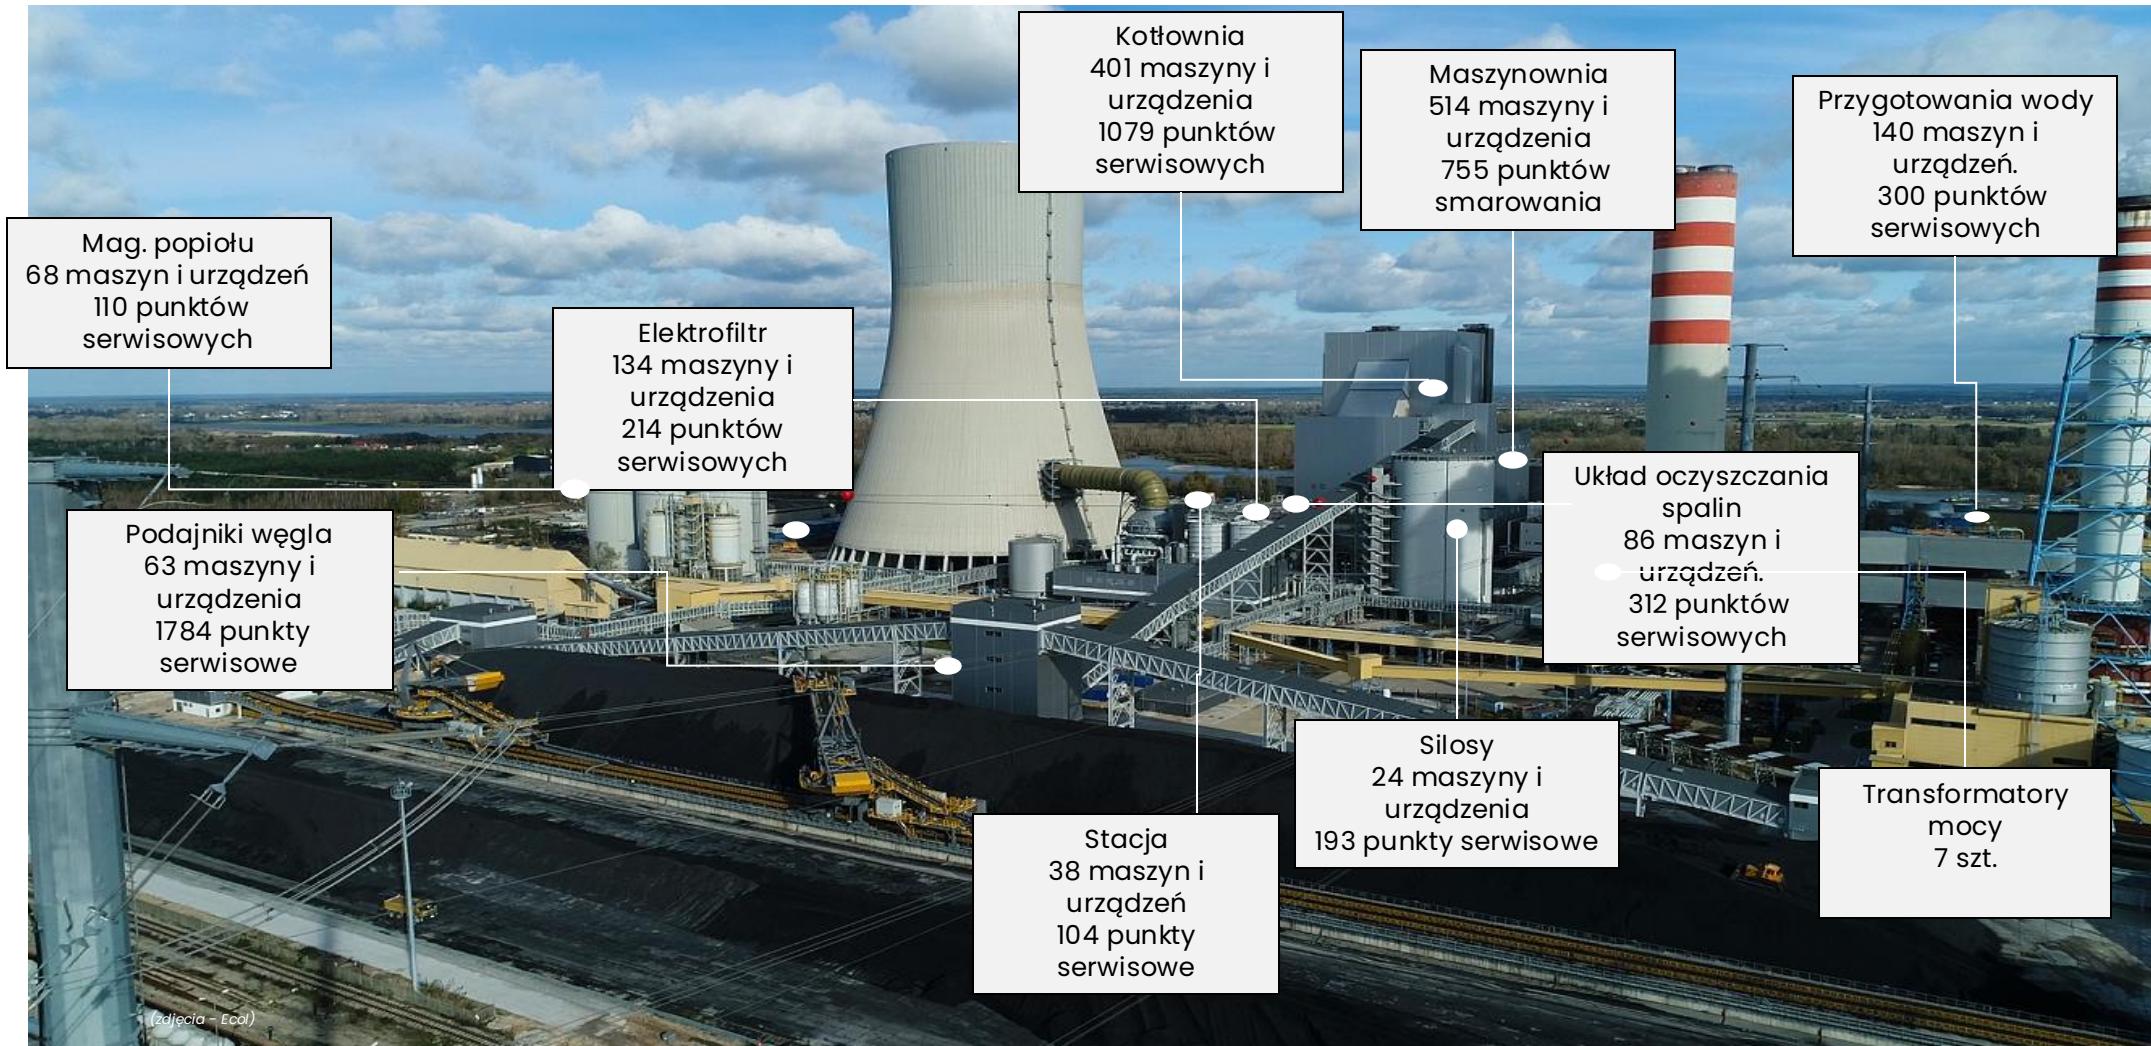 Kotłownia
401 maszyny i
urządzenia
1079 punktów
serwisowych
Maszynownia
514 maszyny i
urządzenia
755 punktów
smarowania
Przygotowania wody
140 maszyn i
urządzeń.
300 punktów
serwisowych
Mag. popiołu
68 maszyn i urządzeń
110 punktów
serwisowych
Elektrofiltr
134 maszyny i
urządzenia
214 punktów
serwisowych
Układ oczyszczania
spalin
86 maszyn i
urządzeń.
312 punktów
serwisowych
Podajniki węgla
63 maszyny i
urządzenia
1784 punkty
serwisowe
Silosy
24 maszyny i
urządzenia
193 punkty serwisowe
Transformatory
mocy
7 szt.
Stacja
38 maszyn i
urządzeń
104 punkty
serwisowe
(zdjęcia - Ecol)